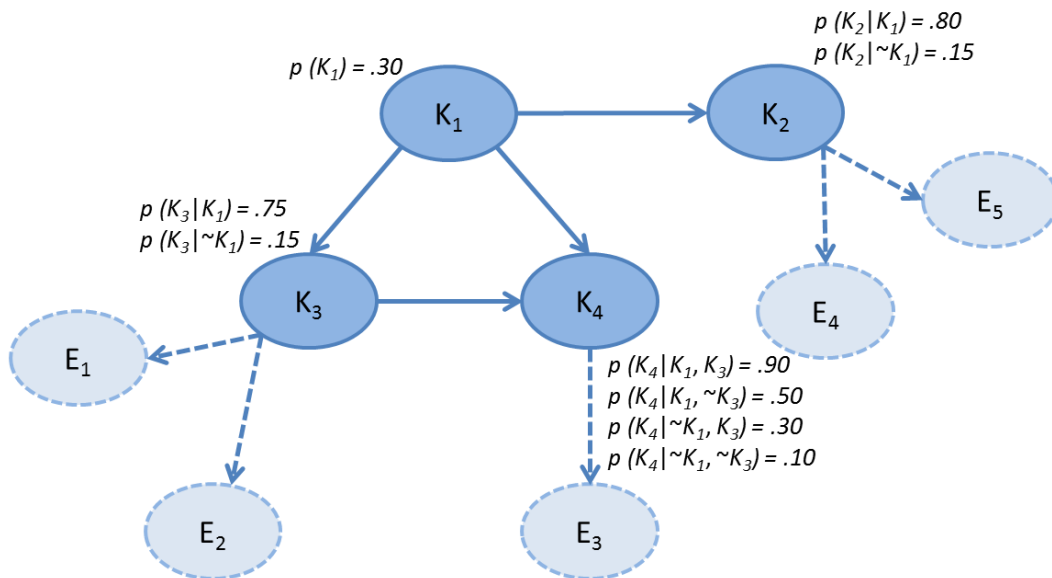 p (K₂|K₁) = .80
p (K₁) = .30
p (K₂|~K₁) = .15
K₁
K₂
p (K₃|K₁) = .75
p (K₃|~K₁) = .15
E₅
K₃
K₄
E₄
E₁
p (K₄|K₁, K₃) = .90
p (K₄|K₁, ~K₃) = .50
p (K₄|~K₁, K₃) = .30
p (K₄|~K₁, ~K₃) = .10
E₂
E₃